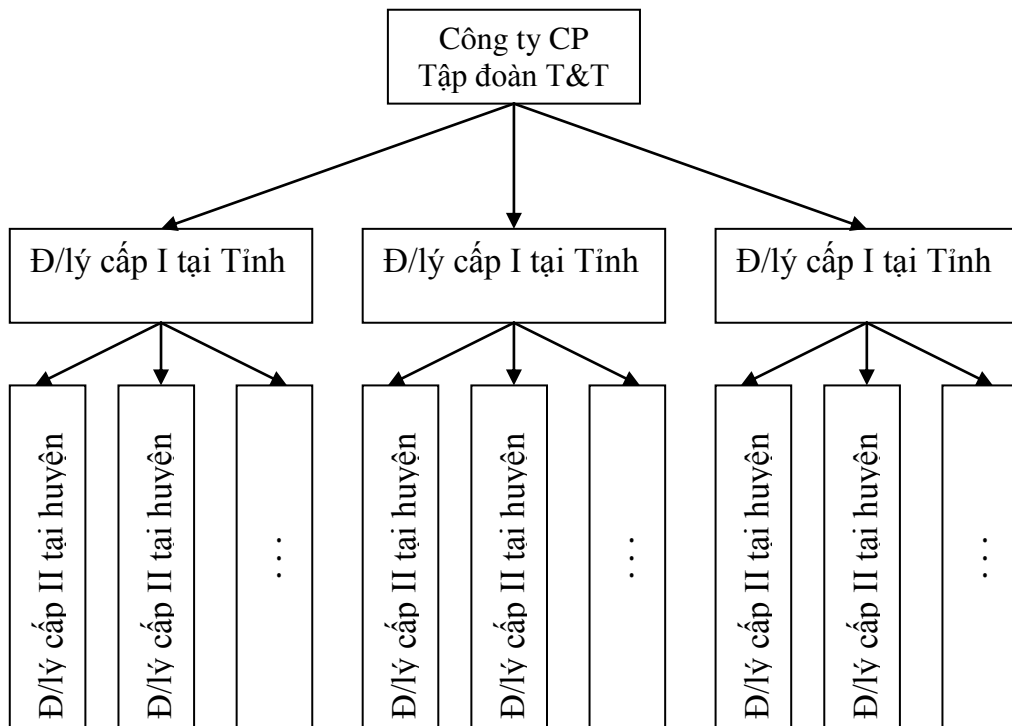 Công ty CP
Tập đoàn T&T
Đ/lý cấp I tại Tỉnh
Đ/lý cấp I tại Tỉnh
Đ/lý cấp I tại Tỉnh
Đ/lý cấp II tại huyện
Đ/lý cấp II tại huyện
...
Đ/lý cấp II tại huyện
Đ/lý cấp II tại huyện
...
Đ/lý cấp II tại huyện
Đ/lý cấp II tại huyện
...